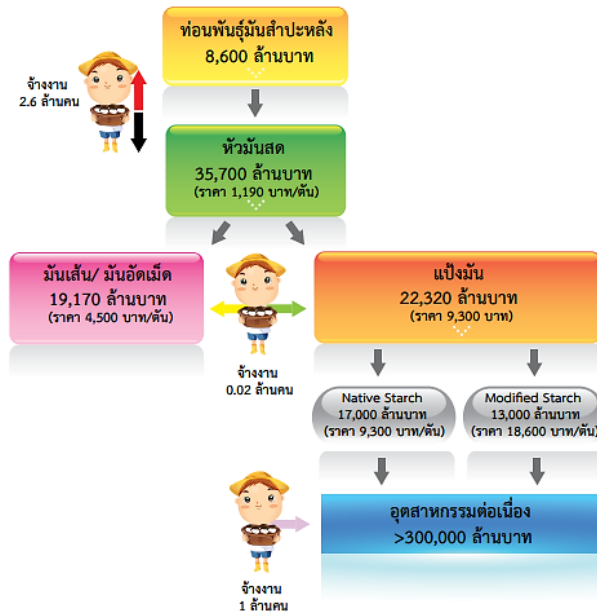 ท่อนพันธุ์มันสำปะหลัง
8,600 ล้านบาท
จ้างงาน
2.6 ล้านคน
หัวมันสด
35,700 ล้านบาท
(ราคา 1,190 บาท/ตัน)
มันเส้น/ มันอัดเม็ด
19,170 ล้านบาท
(ราคา 4,500 บาท/ตัน)
แป้งมัน
22,320 ล้านบาท
(ราคา 9,300 บาท)
จ้างงาน
0.02 ล้านคน
Native Starch
17,000 ล้านบาท
(ราคา 9,300 บาท/ตัน)
Modified Starch
13,000 ล้านบาท
(ราคา 18,600 บาท/ตัน)
อุตสาหกรรมต่อเนื่อง
>300,000 ล้านบาท
จ้างงาน
1 ล้านคน